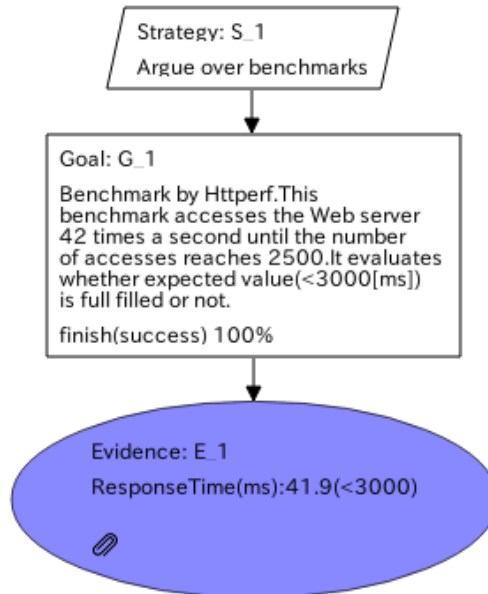 Strategy: S_1
Argue over benchmarks
Goal: G_1
Benchmark by Httperf.This
benchmark accesses the Web server
42 times a second until the number
of accesses reaches 2500.It evaluates
whether expected value(<3000[ms])
is full filled or not.
finish(success) 100%
Evidence: E_1
ResponseTime(ms):41.9(<3000)